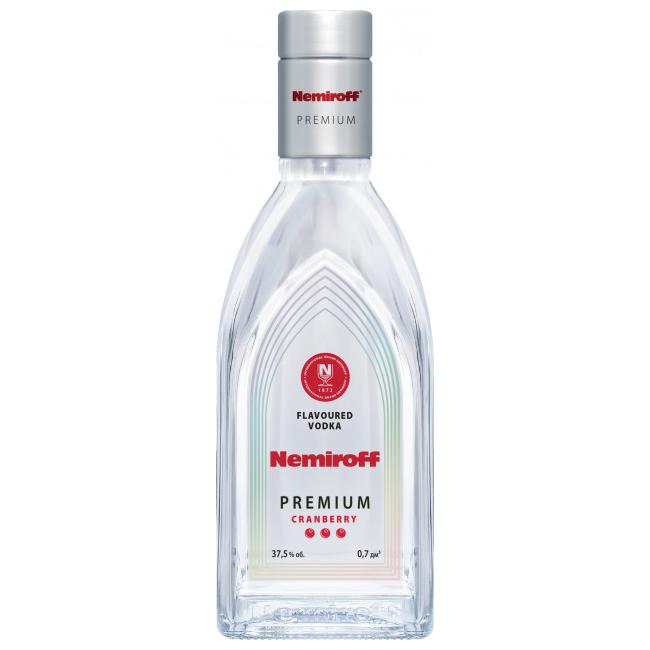 Nemiroff®
PREMIUM
N
1872
FLAVOURED
VODKA
Nemiroff
PREMIUM
CRANBERRY
37,5 % об. 0,7 дм³